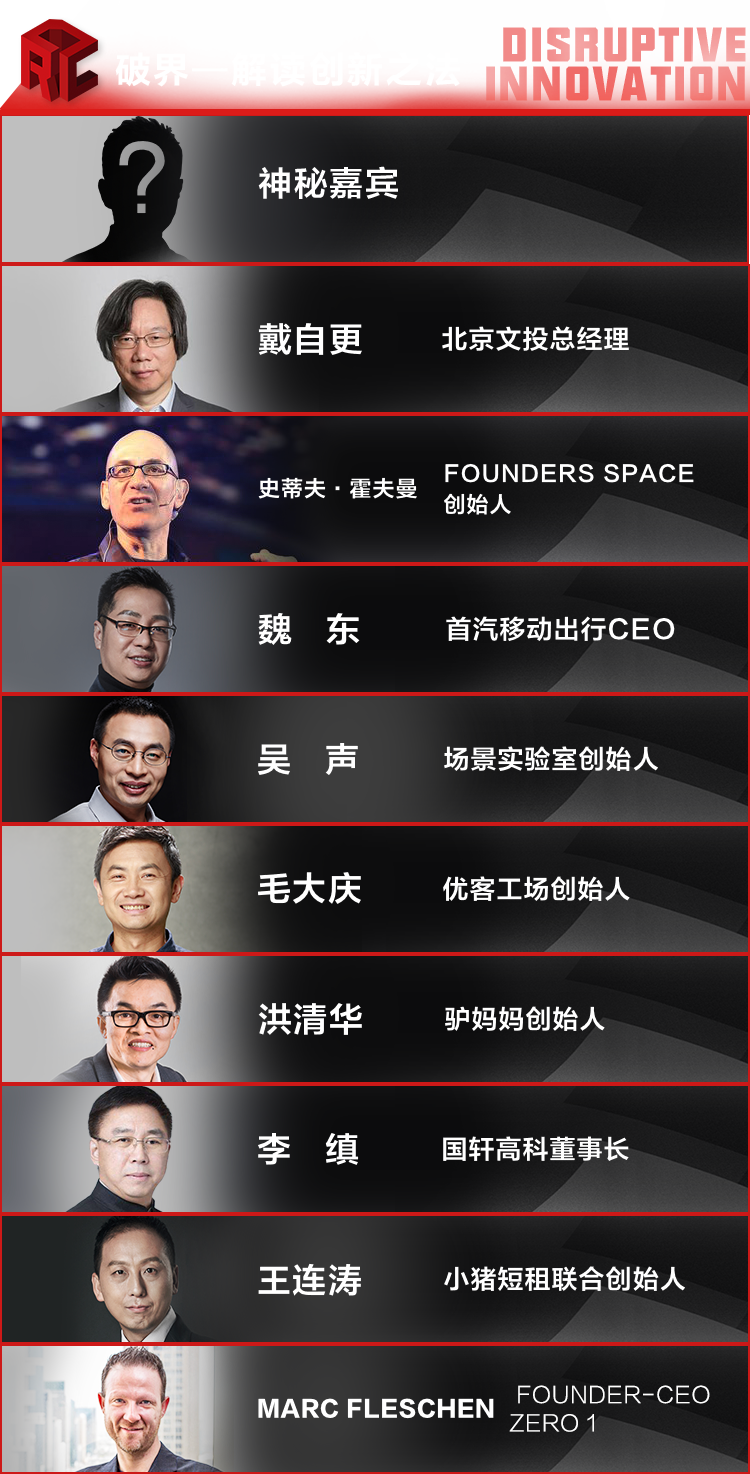 破界—解读创新之法
DISRUPTIVE
INNOVATION
?
神秘嘉宾
戴自更 北京文投总经理
史蒂夫·霍夫曼 FOUNDERS SPACE
创始人
魏 东 首汽移动出行CEO
吴 声 场景实验室创始人
毛大庆 优客工场创始人
洪清华 驴妈妈创始人
李 缜 国轩高科董事长
王连涛 小猪短租联合创始人
MARC FLESCHEN FOUNDER-CEO
ZERO 1